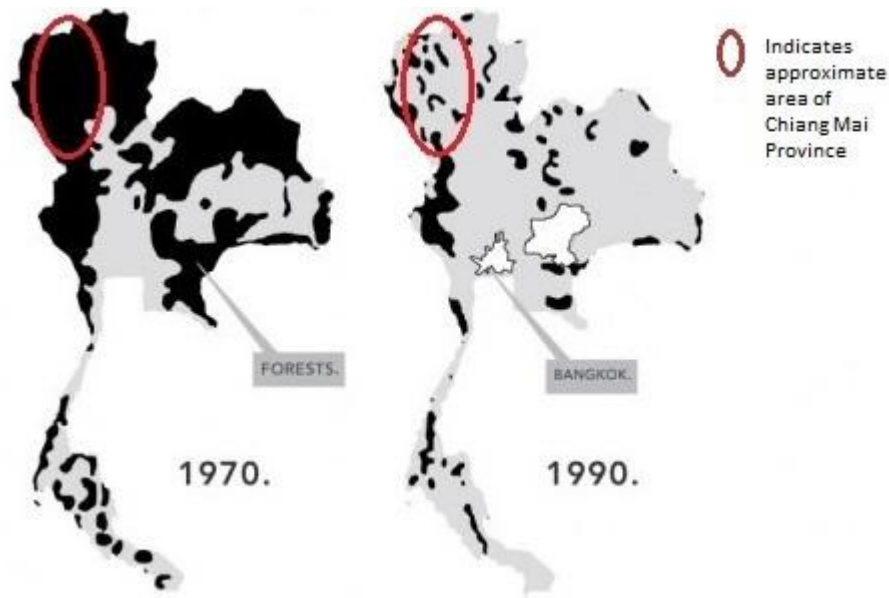 Indicates
approximate
area of
Chiang Mai
Province
FORESTS.
BANGKOK.
1970.
1990.